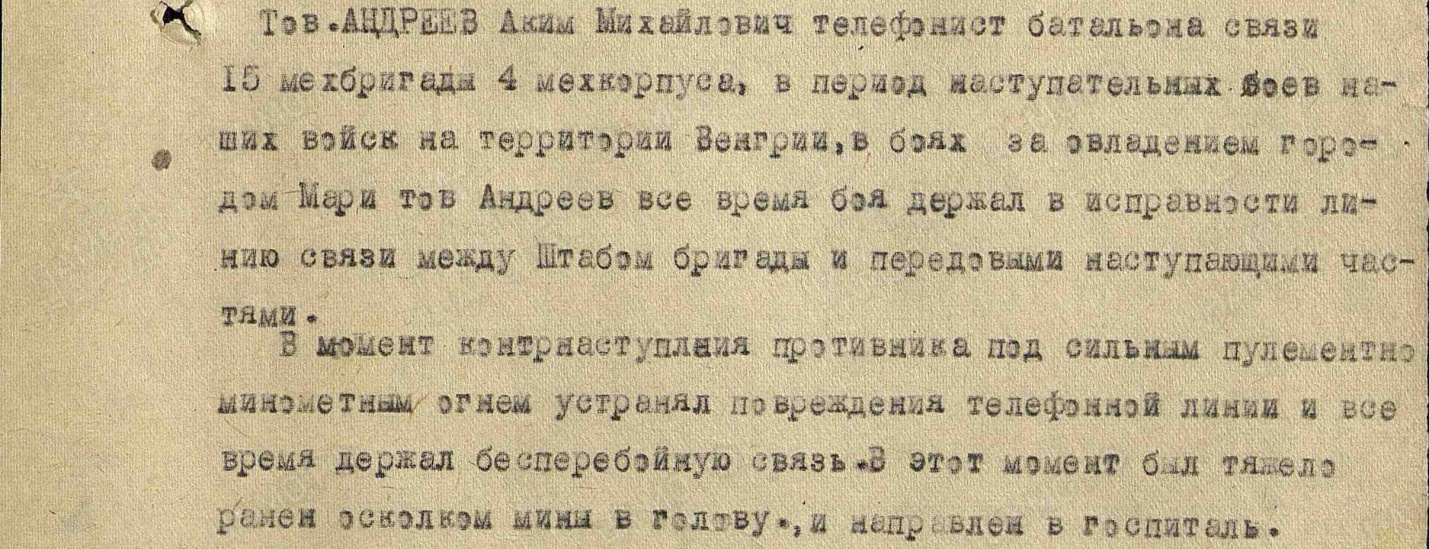 Тов.АНДРЕЕВ Аким Михайлович телефонист батальона связи
15 мехбригады 4 мехкорпуса, в период наступательных боев на-
ших войск на территории Венгрии,в боях за овладением горо-
дом Мари тов Андреев все время боя держал в исправности ли-
нию связи между Штабом бригады и передовыми наступающими час-
тями.
В момент контрнаступления противника под сильным пулементно
минометным огнем устранял повреждения телефонной линии и все
время держал бесперебойную связь.В этот момент был тяжело
ранен осколком мины в голову.,и направлен в госпиталь.